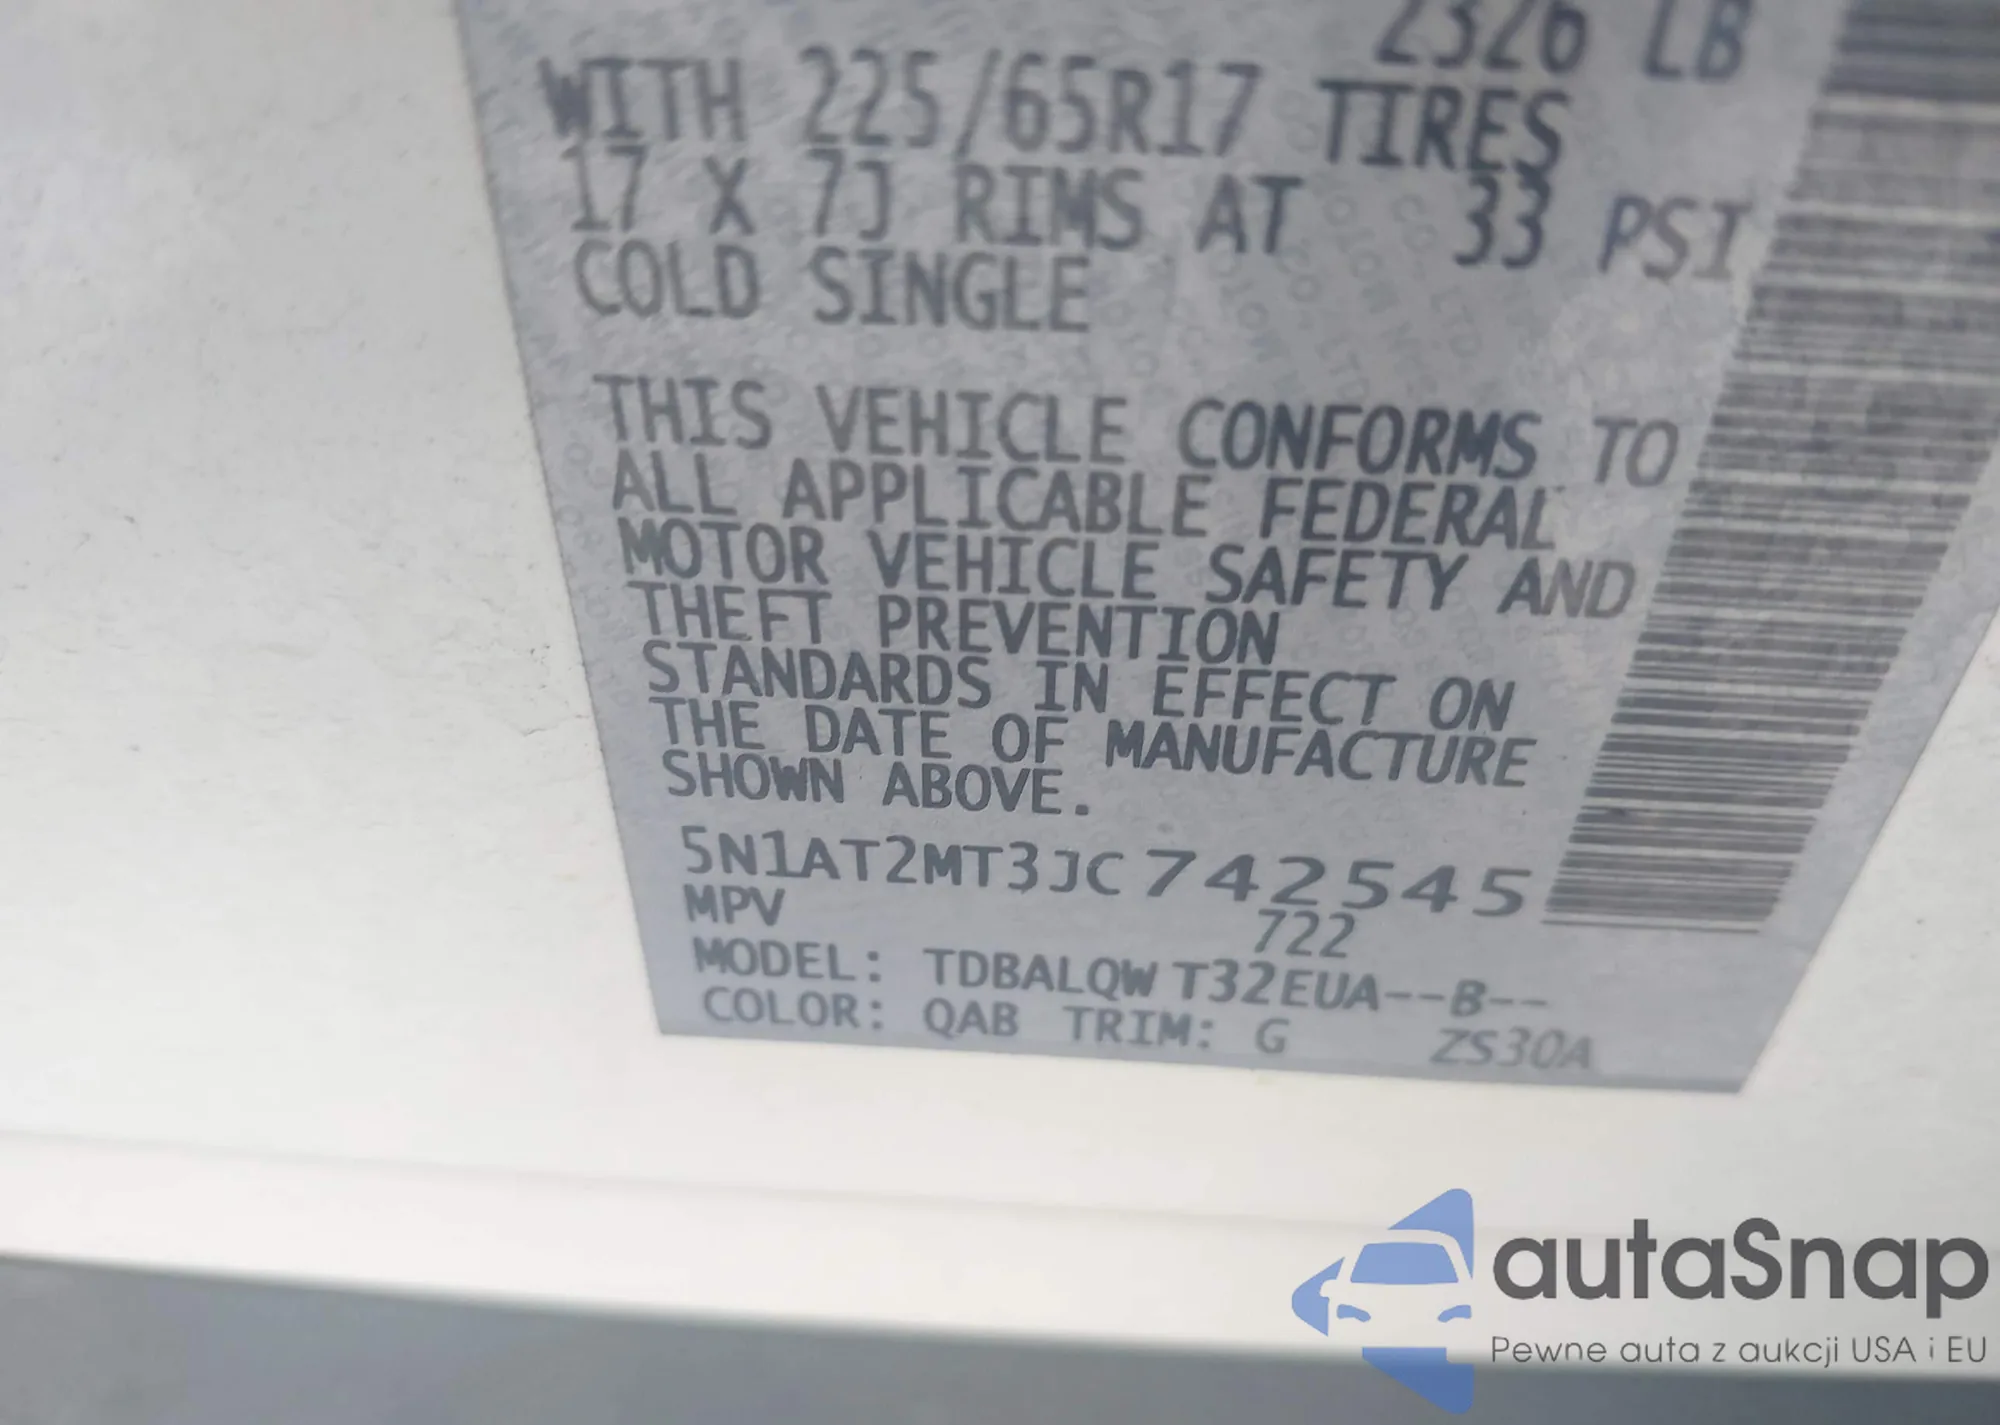 2326 LB
WITH 225/65R17 TIRES
17 X 7J RIMS AT 33 PSI
COLD SINGLE
THIS VEHICLE CONFORMS TO
ALL APPLICABLE FEDERAL
MOTOR VEHICLE SAFETY AND
THEFT PREVENTION
STANDARDS IN EFFECT ON
THE DATE OF MANUFACTURE
SHOWN ABOVE.
5N1AT2MT3JC742545
MPV 722
MODEL: TDBALQW T32EUA--B--
COLOR: QAB TRIM: G ZS30A
autaSnap
Pewne auta z aukcji USA i EU